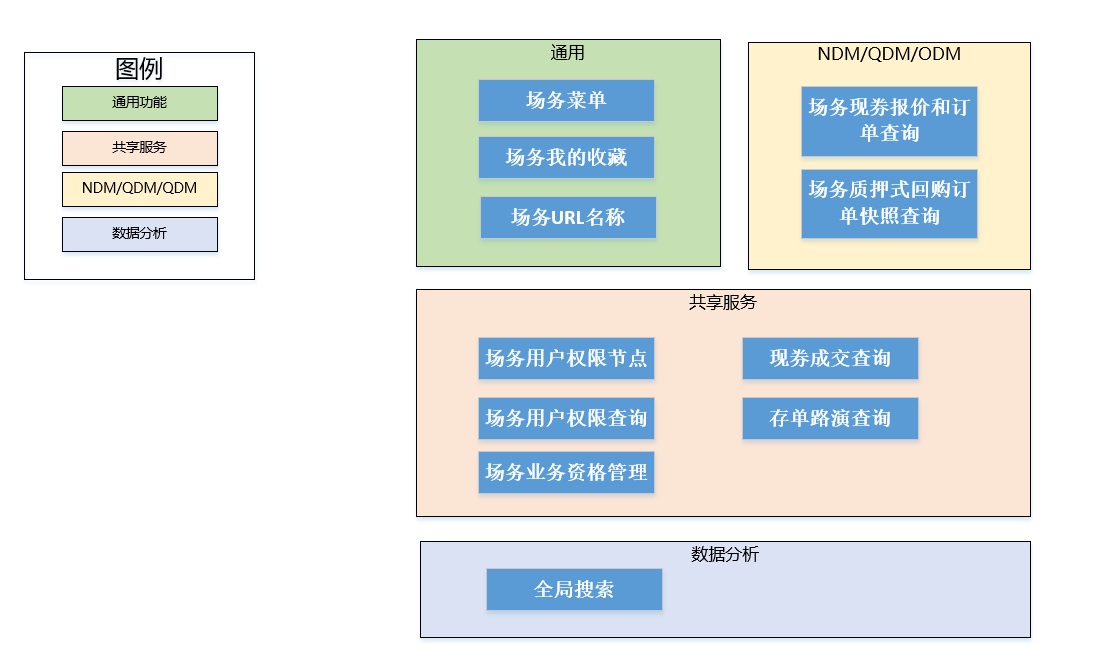 图例
通用功能
共享服务
NDM/QDM/QDM
数据分析
通用
场务菜单
场务我的收藏
场务URL名称
NDM/QDM/ODM
场务现券报价和订
单查询
场务质押式回购订
单快照查询
共享服务
场务用户权限节点
场务用户权限查询
场务业务资格管理
现券成交查询
存单路演查询
数据分析
全局搜索